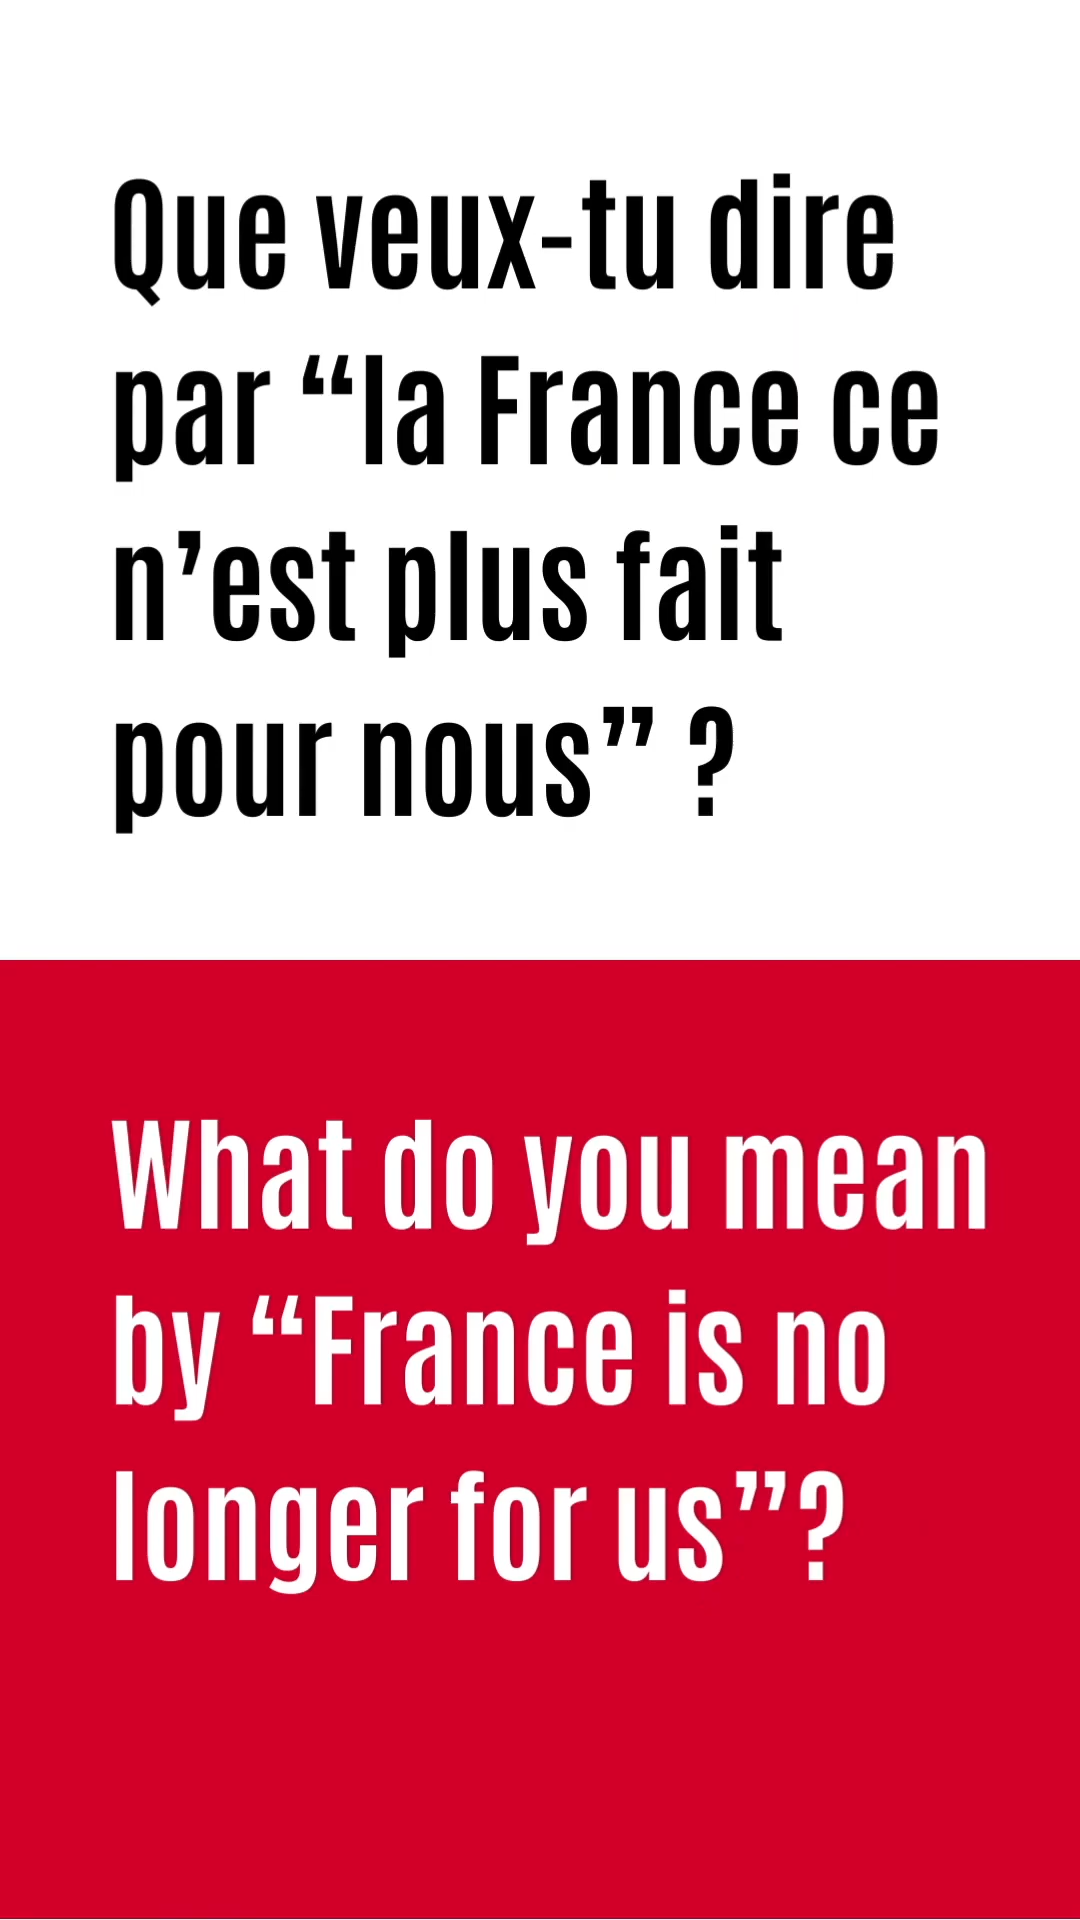 Que veux-tu dire
par “la France ce
n’est plus fait
pour nous” ?
What do you mean
by “France is no
longer for us”?